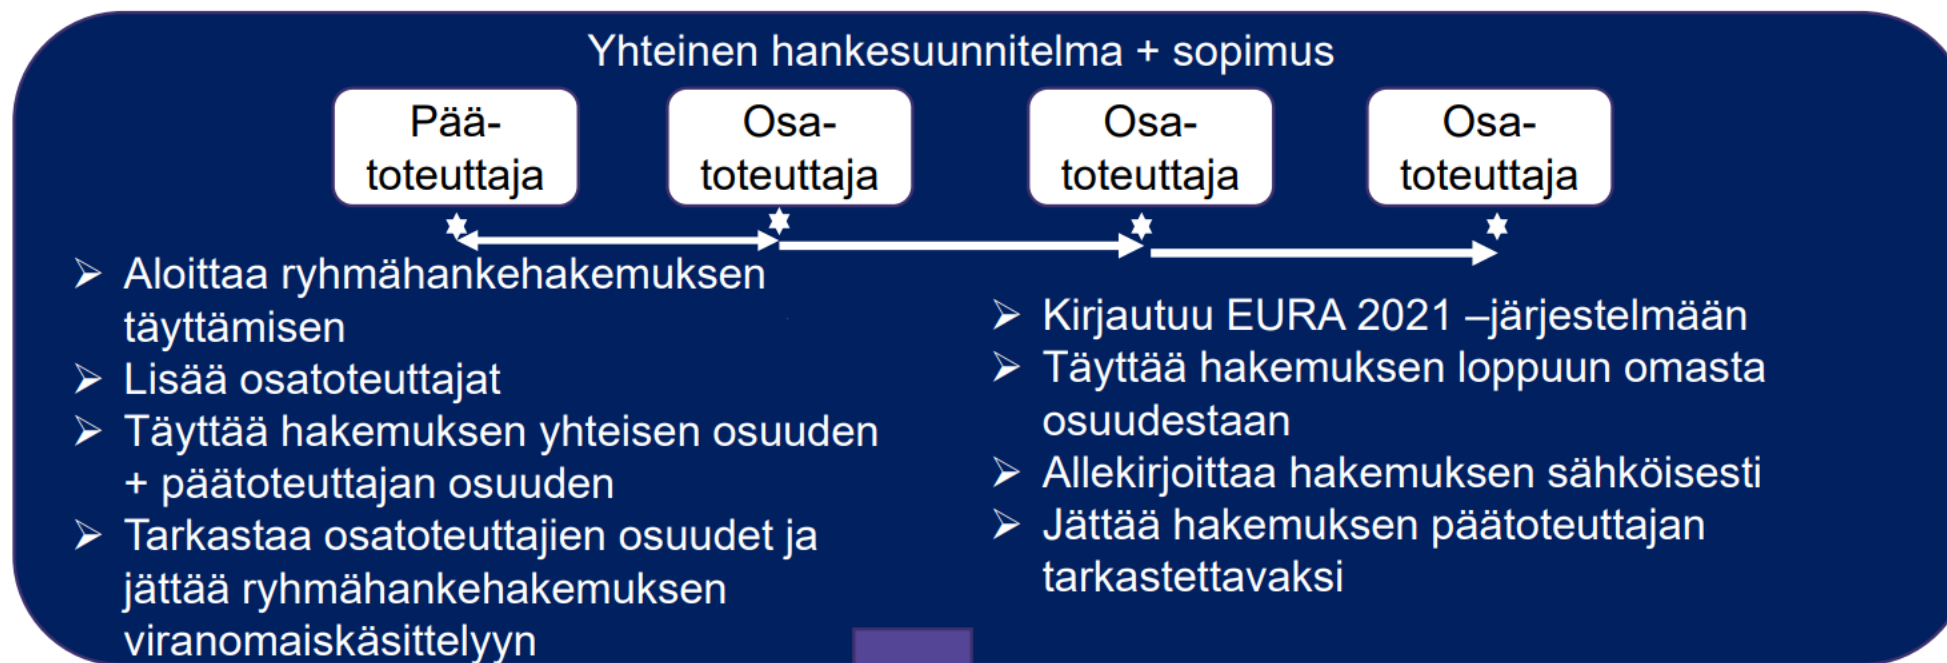 Yhteinen hankesuunnitelma + sopimus
Pää-
toteuttaja
Osa-
toteuttaja
Osa-
toteuttaja
Osa-
toteuttaja
➢ Aloittaa ryhmähankehakemuksen
täyttämisen
➢ Lisää osatoteuttajat
➢ Täyttää hakemuksen yhteisen osuuden
+ päätoteuttajan osuuden
➢ Tarkastaa osatoteuttajien osuudet ja
jättää ryhmähankehakemuksen
viranomaiskäsittelyyn
➢ Kirjautuu EURA 2021 –järjestelmään
➢ Täyttää hakemuksen loppuun omasta
osuudestaan
➢ Allekirjoittaa hakemuksen sähköisesti
➢ Jättää hakemuksen päätoteuttajan
tarkastettavaksi